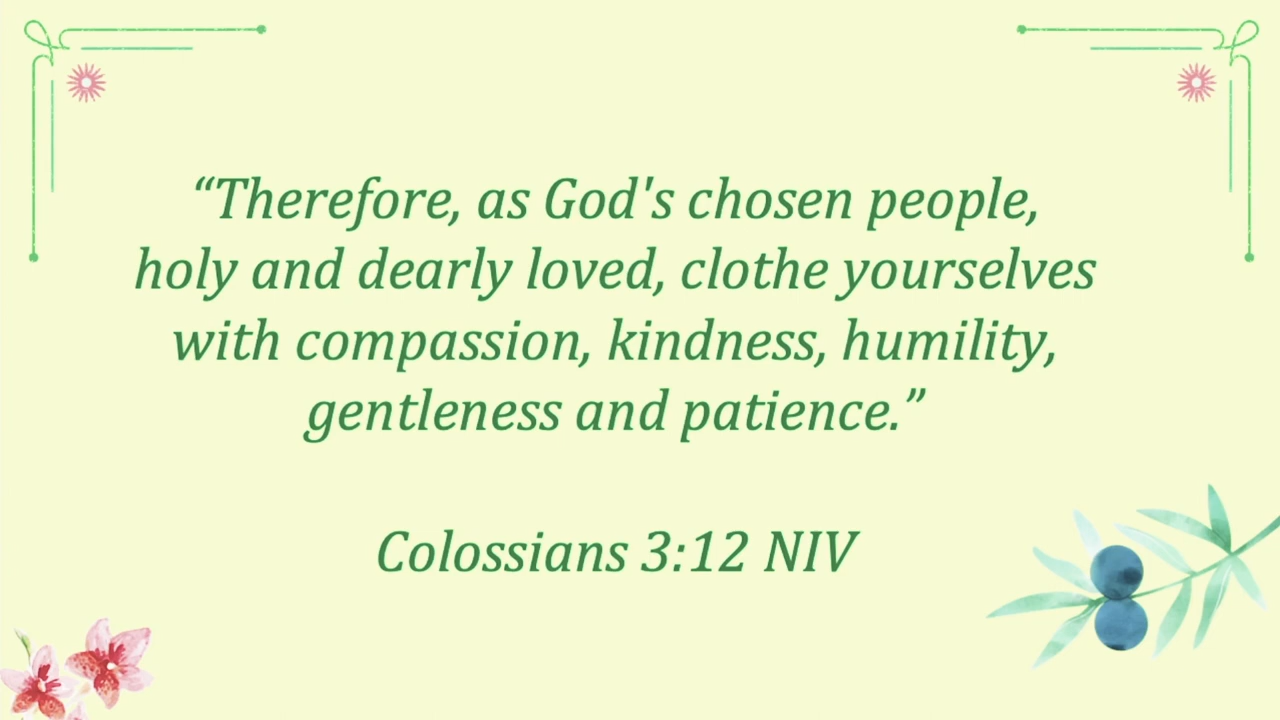 “Therefore, as God's chosen people,
holy and dearly loved, clothe yourselves
with compassion, kindness, humility,
gentleness and patience.”
Colossians 3:12 NIV